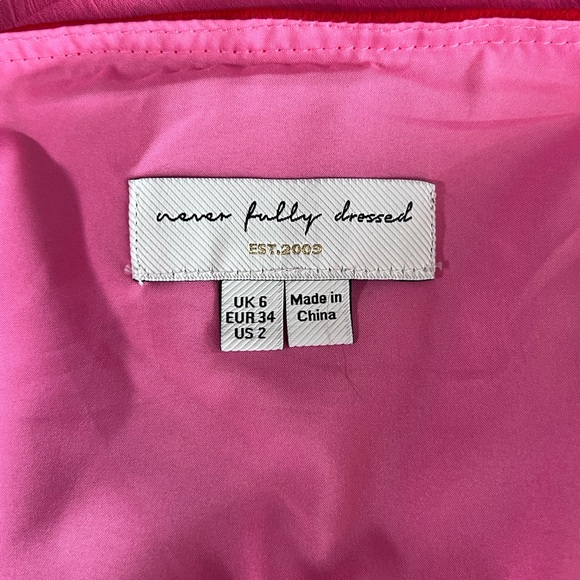 never fully dressed
EST.2009
UK 6
EUR 34
US 2
Made in
China